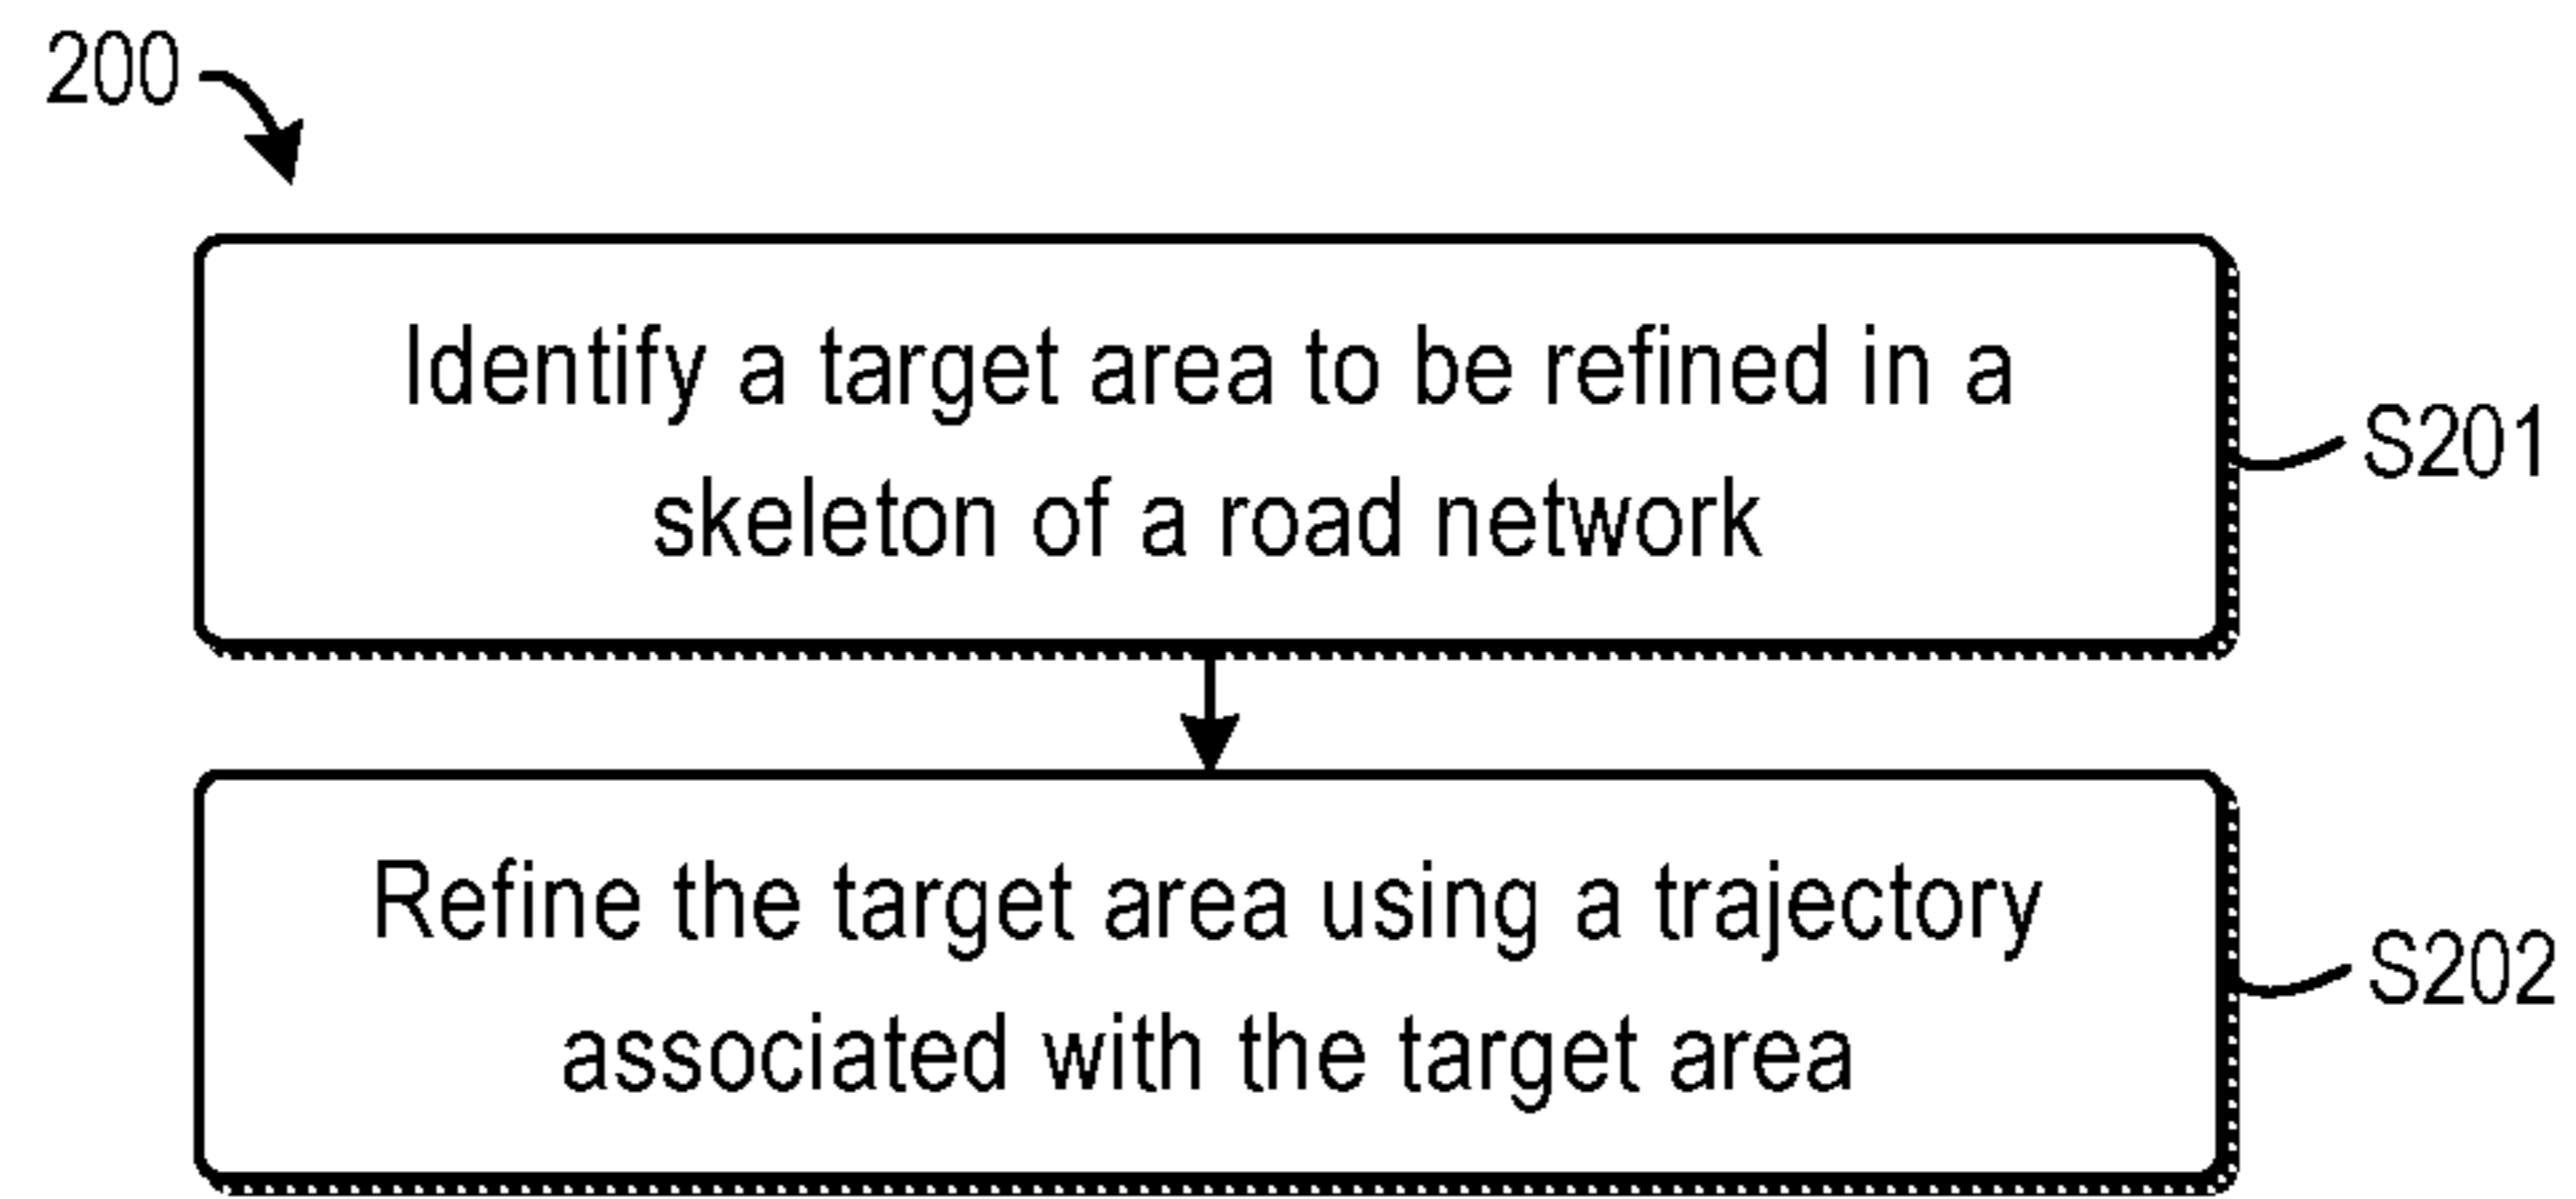 200
Identify a target area to be refined in a
skeleton of a road network
S201
Refine the target area using a trajectory
associated with the target area
S202